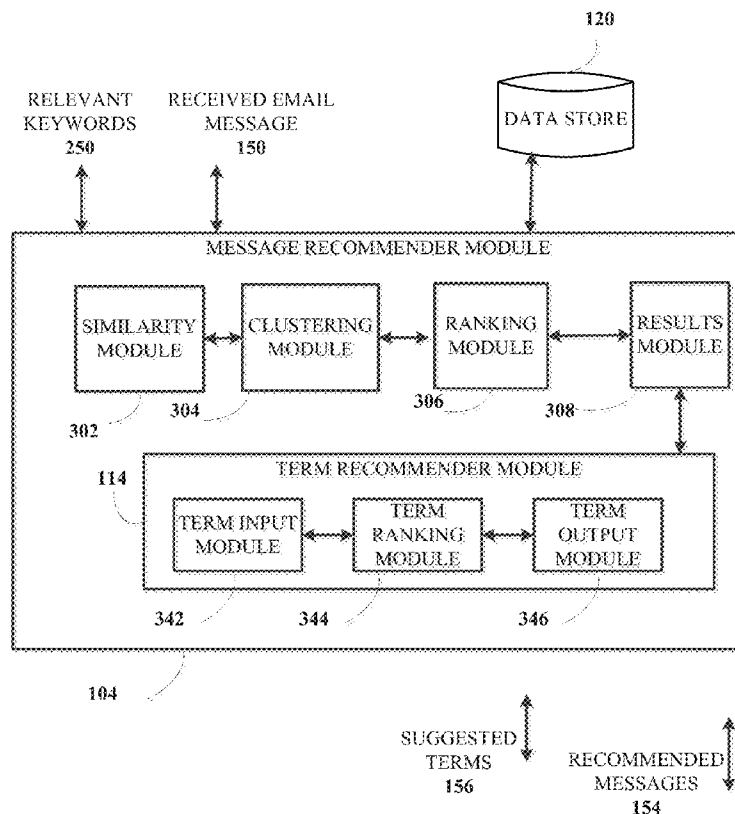 120
RELEVANT
KEYWORDS
250
RECEIVED EMAIL
MESSAGE
150
DATA STORE
MESSAGE RECOMMENDER MODULE
SIMILARITY
MODULE
CLUSTERING
MODULE
RANKING
MODULE
RESULTS
MODULE
302
304
306
308
TERM RECOMMENDER MODULE
114
TERM INPUT
MODULE
TERM
RANKING
MODULE
TERM
OUTPUT
MODULE
342
344
346
104
SUGGESTED
TERMS
156
RECOMMENDED
MESSAGES
154